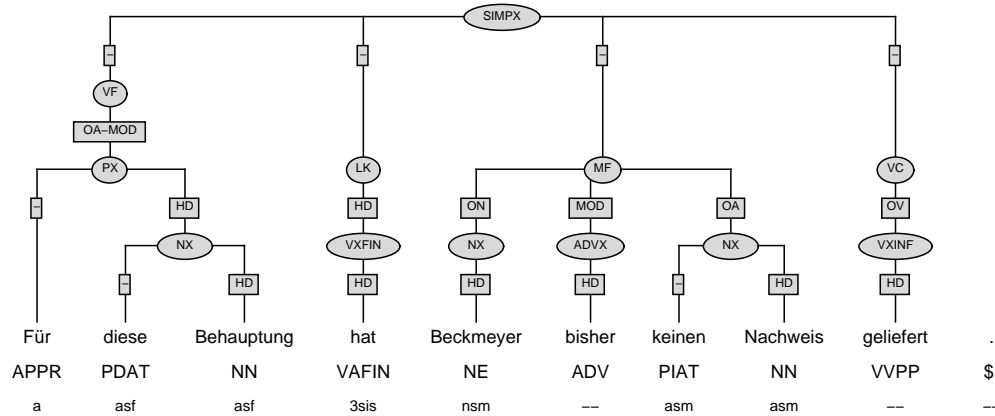 SIMPX
– – – –
VF
OA–MOD
PX LK MF VC
– HD HD ON MOD OA OV
NX VXFIN NX ADVX NX VXINF
– HD HD HD HD – HD HD
Für diese Behauptung hat Beckmeyer bisher keinen Nachweis geliefert .
APPR PDAT NN VAFIN NE ADV PIAT NN VVPP $
a asf asf 3sis nsm –– asm asm –– ––